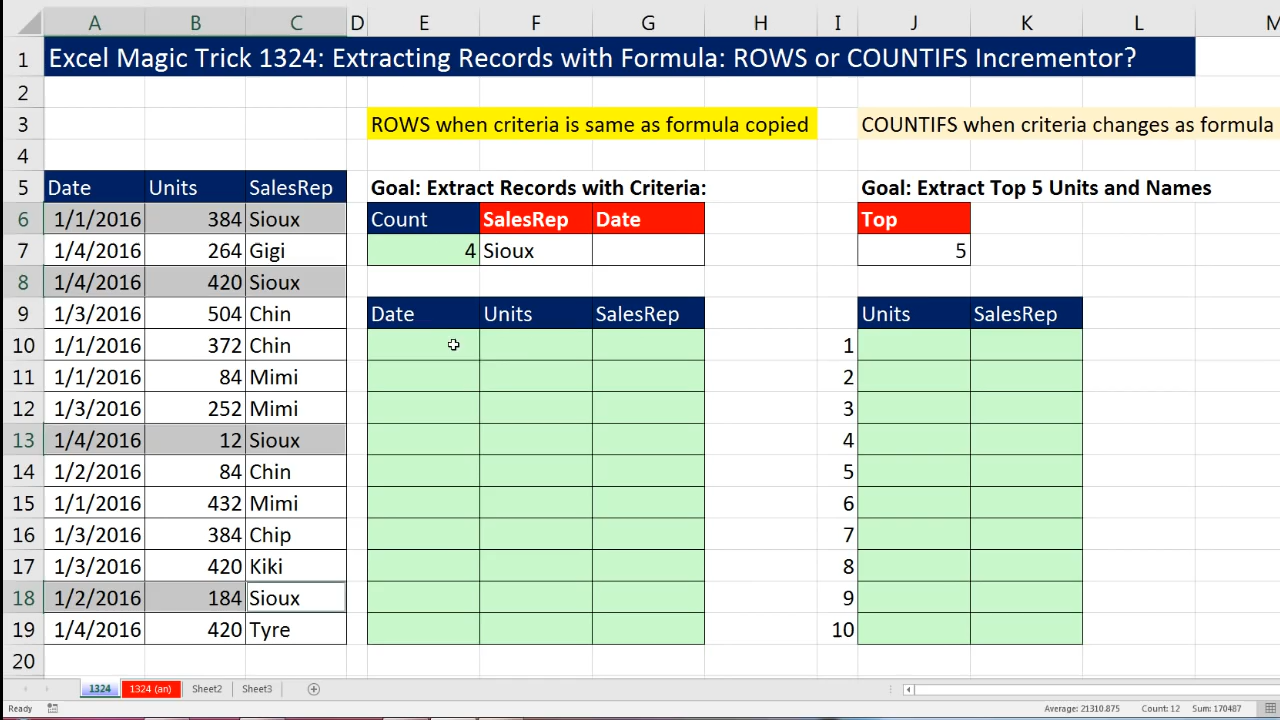 A B C D E F G H I J K L M
1 Excel Magic Trick 1324: Extracting Records with Formula: ROWS or COUNTIFS Incrementor?
2
3 ROWS when criteria is same as formula copied COUNTIFS when criteria changes as formula
4
5 Date Units SalesRep Goal: Extract Records with Criteria: Goal: Extract Top 5 Units and Names
6 1/1/2016 384 Sioux Count SalesRep Date Top
7 1/4/2016 264 Gigi 4 Sioux 5
8 1/4/2016 420 Sioux
9 1/3/2016 504 Chin Date Units SalesRep Units SalesRep
10 1/1/2016 372 Chin 1
11 1/1/2016 84 Mimi 2
12 1/3/2016 252 Mimi 3
13 1/4/2016 12 Sioux 4
14 1/2/2016 84 Chin 5
15 1/1/2016 432 Mimi 6
16 1/3/2016 384 Chip 7
17 1/3/2016 420 Kiki 8
18 1/2/2016 184 Sioux 9
19 1/4/2016 420 Tyre 10
20
1324 1324 (an) Sheet2 Sheet3
Ready Average: 21310.875 Count: 12 Sum: 170487